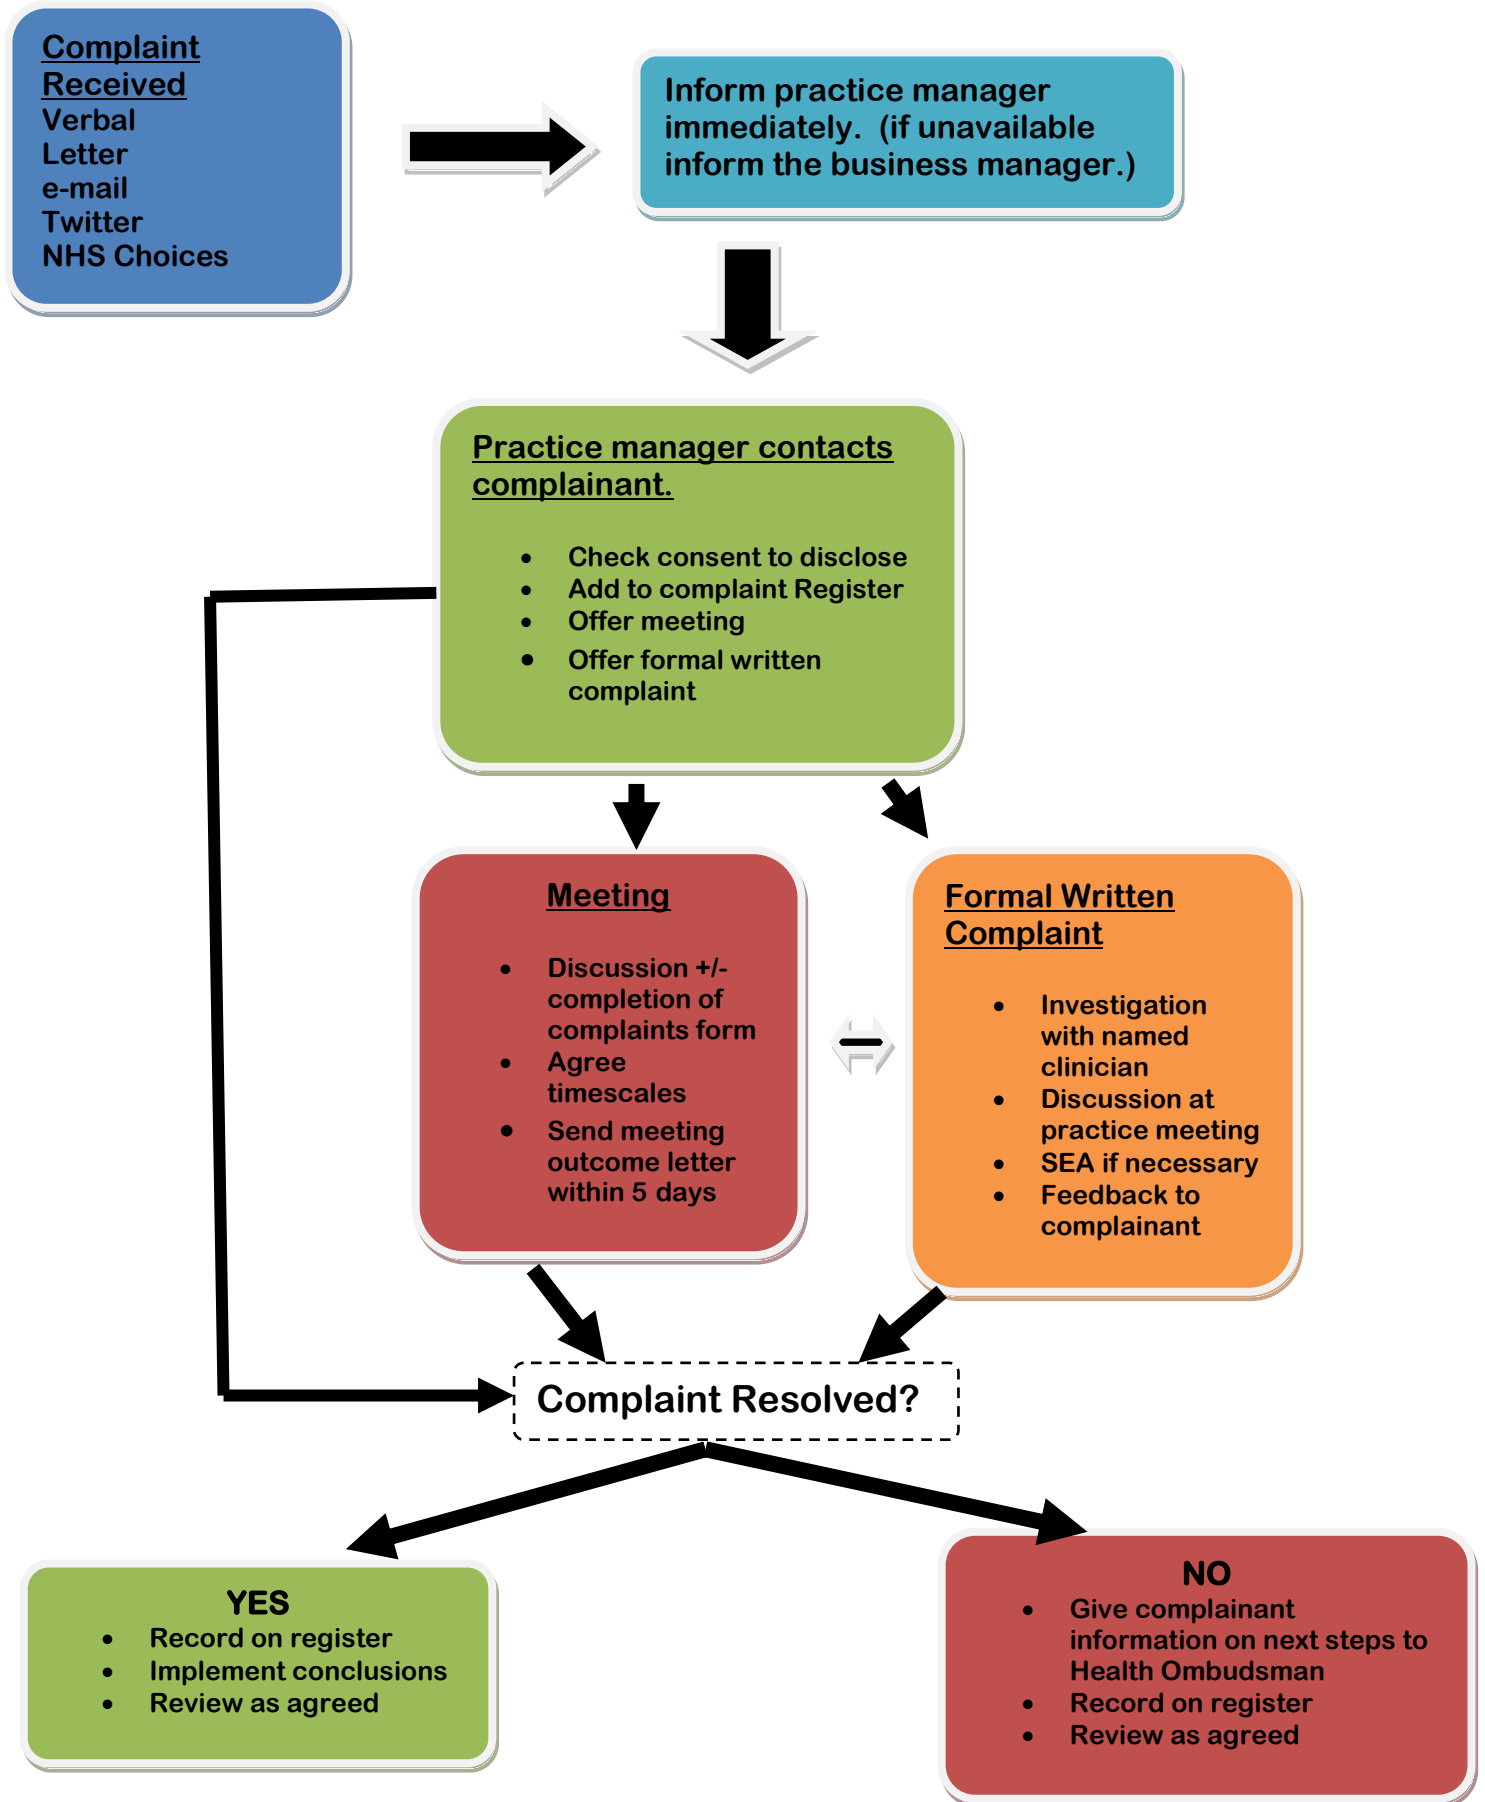 Complaint
Received
Verbal
Letter
e-mail
Twitter
NHS Choices
Inform practice manager
immediately.  (if unavailable
inform the business manager.)
Practice manager contacts
complainant.
• Check consent to disclose
• Add to complaint Register
• Offer meeting
• Offer formal written
complaint
Meeting
• Discussion +/-
completion of
complaints form
• Agree
timescales
• Send meeting
outcome letter
within 5 days
Formal Written
Complaint
• Investigation
with named
clinician
• Discussion at
practice meeting
• SEA if necessary
• Feedback to
complainant
Complaint Resolved?
YES
• Record on register
• Implement conclusions
• Review as agreed
NO
• Give complainant
information on next steps to
Health Ombudsman
• Record on register
• Review as agreed